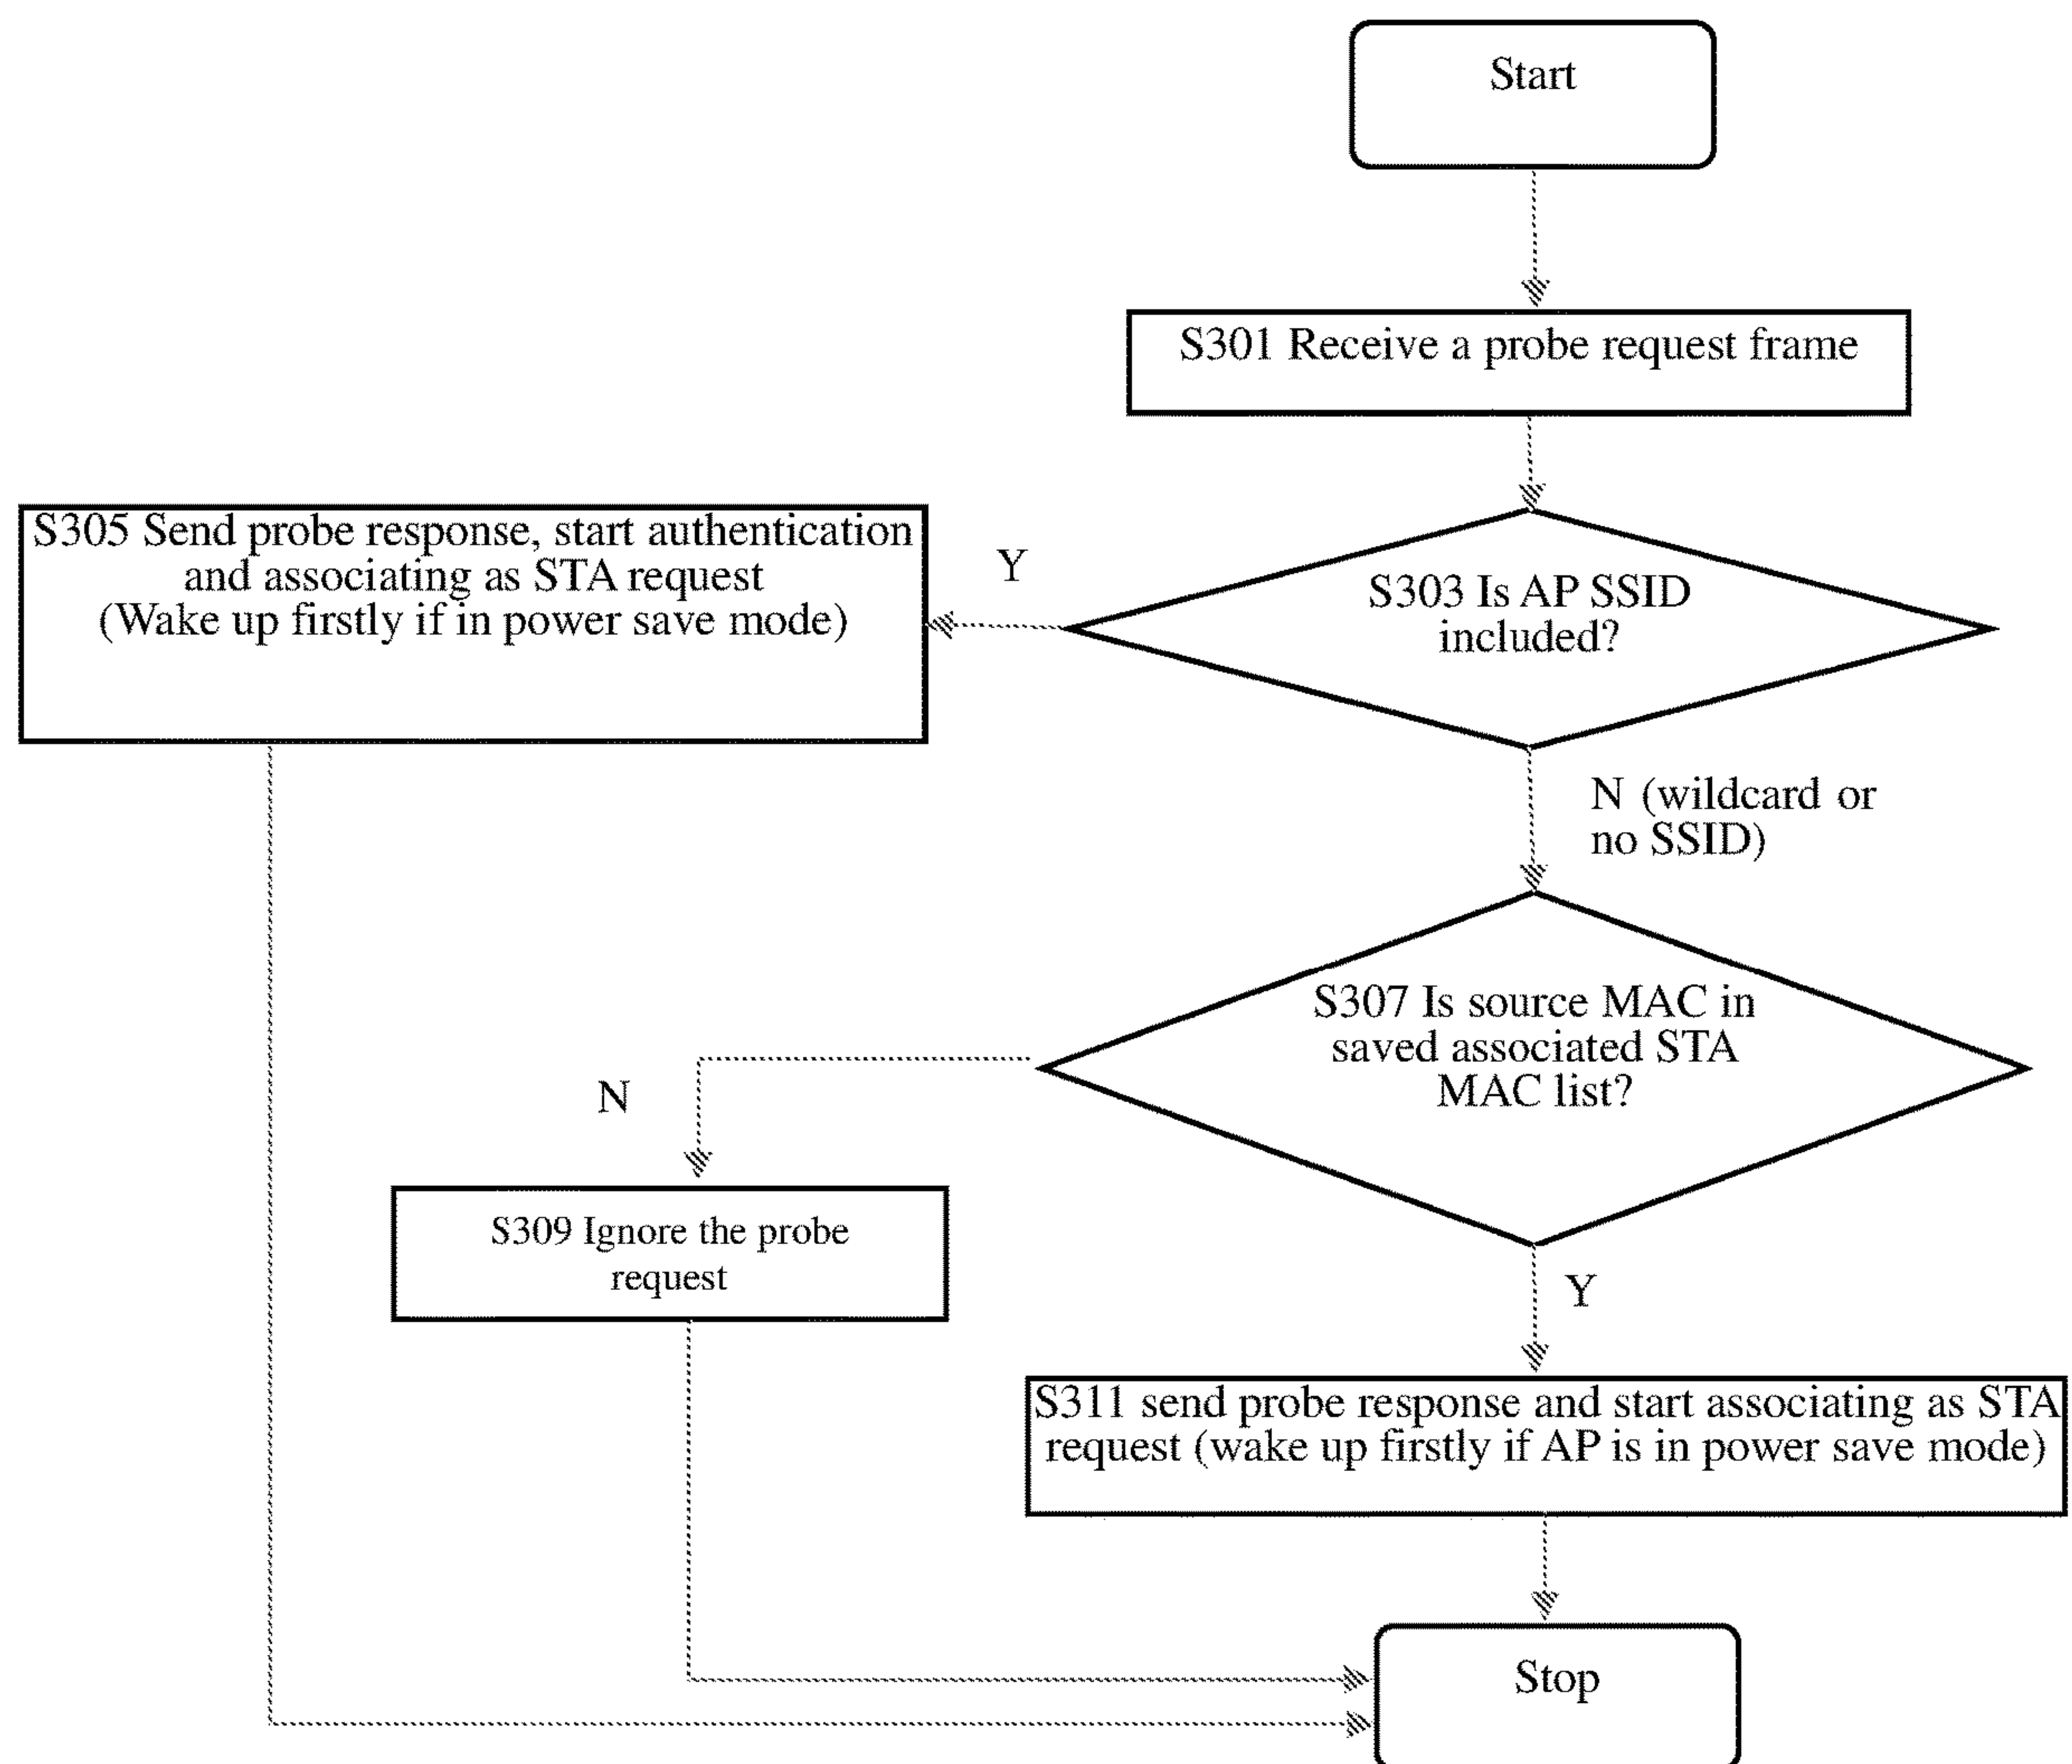 Start
S301 Receive a probe request frame
S305 Send probe response, start authentication
and associating as STA request
(Wake up firstly if in power save mode)
Y
S303 Is AP SSID
included?
N (wildcard or
no SSID)
S307 Is source MAC in
saved associated STA
MAC list?
N
S309 Ignore the probe
request
Y
S311 send probe response and start associating as STA
request (wake up firstly if AP is in power save mode)
Stop